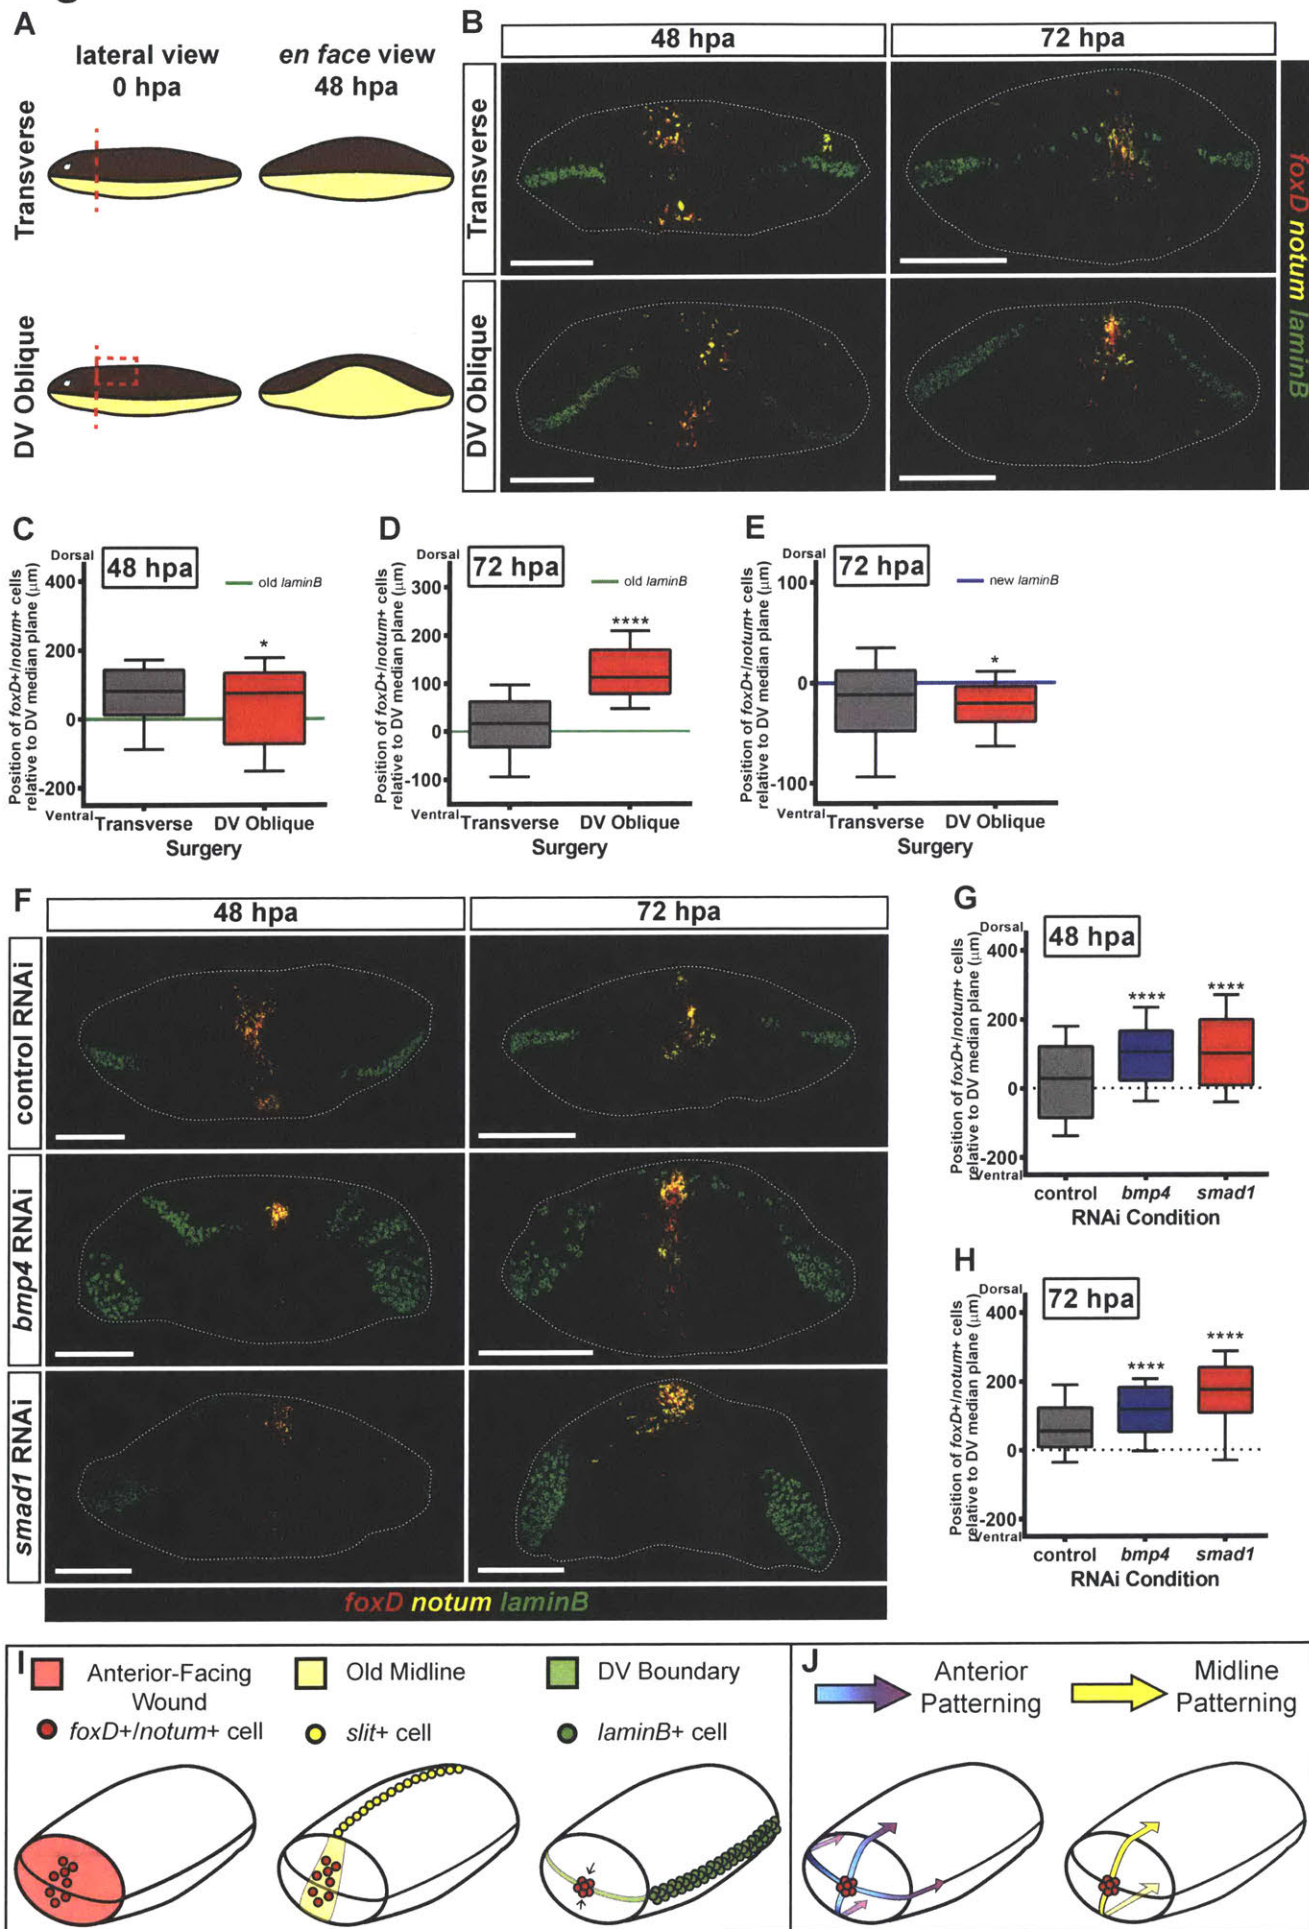 A
lateral view
0 hpa
en face view
48 hpa
Transverse
DV Oblique
B
48 hpa
72 hpa
Transverse
DV Oblique
foxD notum laminB
C
48 hpa
old laminB
Position of foxD+/notum+ cells
relative to DV median plane (μm)
Dorsal
400
200
0
-200
Ventral
Transverse
DV Oblique
Surgery
D
72 hpa
old laminB
Position of foxD+/notum+ cells
relative to DV median plane (μm)
Dorsal
300
200
100
0
-100
Ventral
****
Transverse
DV Oblique
Surgery
E
72 hpa
new laminB
Position of foxD+/notum+ cells
relative to DV median plane (μm)
Dorsal
100
0
-100
Ventral
*
Transverse
DV Oblique
Surgery
F
48 hpa
72 hpa
control RNAi
bmp4 RNAi
smad1 RNAi
foxD notum laminB
G
48 hpa
Position of foxD+/notum+ cells
relative to DV median plane (μm)
Dorsal
400
200
0
-200
Ventral
****
****
control
bmp4
smad1
RNAi Condition
H
72 hpa
Position of foxD+/notum+ cells
relative to DV median plane (μm)
Dorsal
400
200
0
-200
Ventral
****
****
control
bmp4
smad1
RNAi Condition
I
Anterior-Facing
Wound
Old Midline
DV Boundary
foxD+/notum+ cell
slit+ cell
laminB+ cell
J
Anterior
Patterning
Midline
Patterning